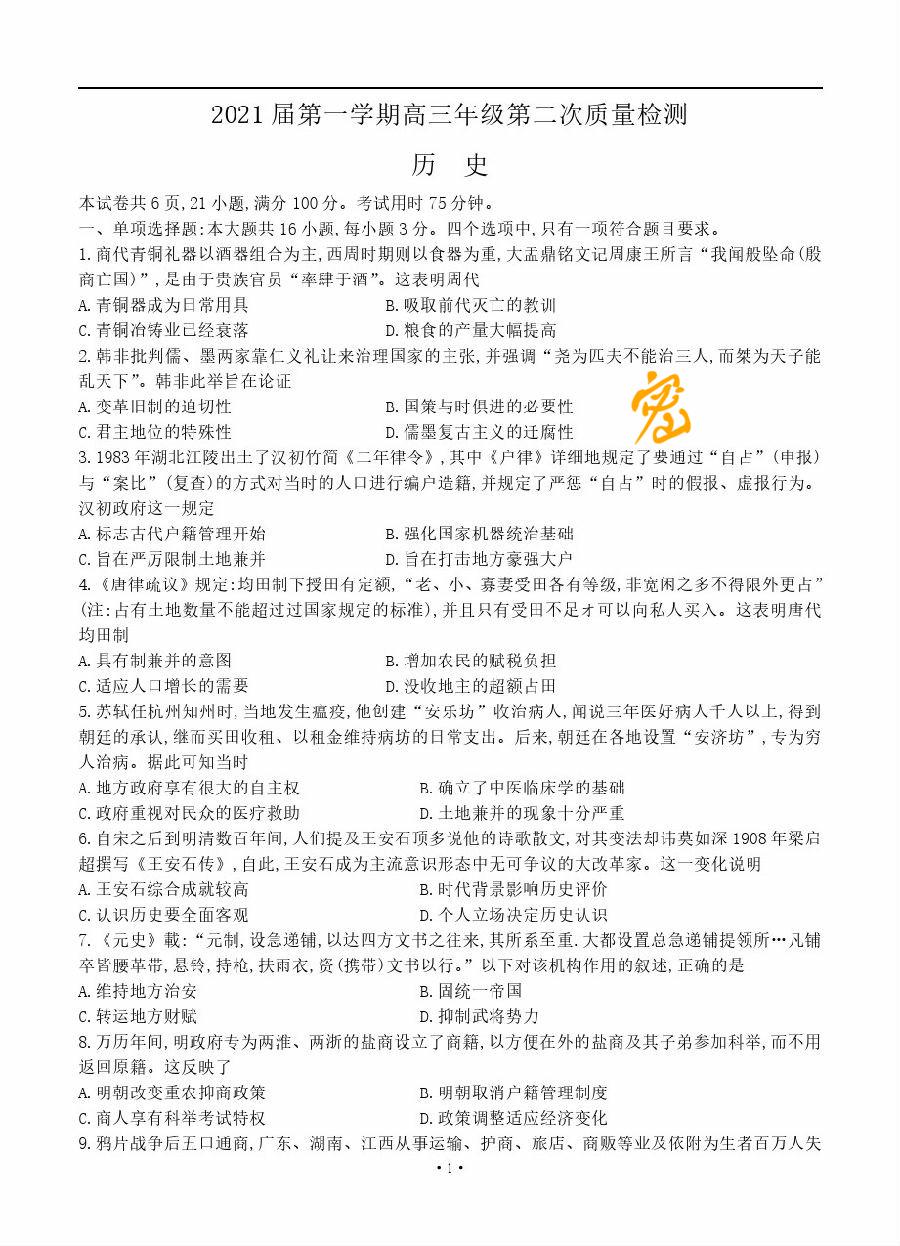 2021届第一学期高三年级第二次质量检测
历 史
本试卷共6页,21小题,满分100分。考试用时75分钟。
一、单项选择题:本大题共16小题,每小题3分。四个选项中,只有一项符合题目要求。
1.商代青铜礼器以酒器组合为主,西周时期则以食器为重,大盂鼎铭文记周康王所言“我闻般坠命(殷
商亡国)”,是由于贵族官员“率肆于酒”。这表明周代
A.青铜器成为日常用具 B.吸取前代灭亡的教训
C.青铜冶铸业已经衰落 D.粮食的产量大幅提高
2.韩非批判儒、墨两家靠仁义礼让来治理国家的主张,并强调“尧为匹夫不能治三人,而桀为天子能
乱天下”。韩非此举旨在论证
A.变革旧制的迫切性 B.国策与时俱进的必要性
C.君主地位的特殊性 D.儒墨复古主义的迂腐性
密
3.1983年湖北江陵出土了汉初竹简《二年律令》,其中《户律》详细地规定了要通过“自占”(申报)
与“案比”(复查)的方式对当时的人口进行编户造籍,并规定了严惩“自占”时的假报、虚报行为。
汉初政府这一规定
A.标志古代户籍管理开始 B.强化国家机器统治基础
C.旨在严厉限制土地兼并 D.旨在打击地方豪强大户
4.《唐律疏议》规定:均田制下授田有定额,“老、小、寡妻受田各有等级,非宽闲之乡不得限外更占”
(注:占有土地数量不能超过过国家规定的标准),并且只有受田不足才可以向私人买入。这表明唐代
均田制
A.具有制兼并的意图 B.增加农民的赋税负担
C.适应人口增长的需要 D.没收地主的超额占田
5.苏轼任杭州知州时,当地发生瘟疫,他创建“安乐坊”收治病人,闻说三年医好病人千人以上,得到
朝廷的承认,继而买田收租、以租金维持病坊的日常支出。后来,朝廷在各地设置“安济坊”,专为穷
人治病。据此可知当时
A.地方政府享有很大的自主权 B.确立了中医临床学的基础
C.政府重视对民众的医疗救助 D.土地兼并的现象十分严重
6.自宋之后到明清数百年间,人们提及王安石顶多说他的诗歌散文,对其变法却讳莫如深1908年梁启
超撰写《王安石传》,自此,王安石成为主流意识形态中无可争议的大改革家。这一变化说明
A.王安石综合成就较高 B.时代背景影响历史评价
C.认识历史要全面客观 D.个人立场决定历史认识
7.《元史》載:“元制,设急递铺,以达四方文书之往来,其所系至重.大都设置总急递铺提领所…凡铺
卒皆腰革带,悬铃,持枪,扶雨衣,资(携带)文书以行。”以下对该机构作用的叙述,正确的是
A.维持地方治安 B.固统一帝国
C.转运地方财赋 D.抑制武将势力
8.万历年间,明政府专为两淮、两浙的盐商设立了商籍,以方便在外的盐商及其子弟参加科举,而不用
返回原籍。这反映了
A.明朝改变重农抑商政策 B.明朝取消户籍管理制度
C.商人享有科举考试特权 D.政策调整适应经济变化
9.鸦片战争后五口通商,广东、湖南、江西从事运输、护商、旅店、商贩等业及依附为生者百万人失
·1·